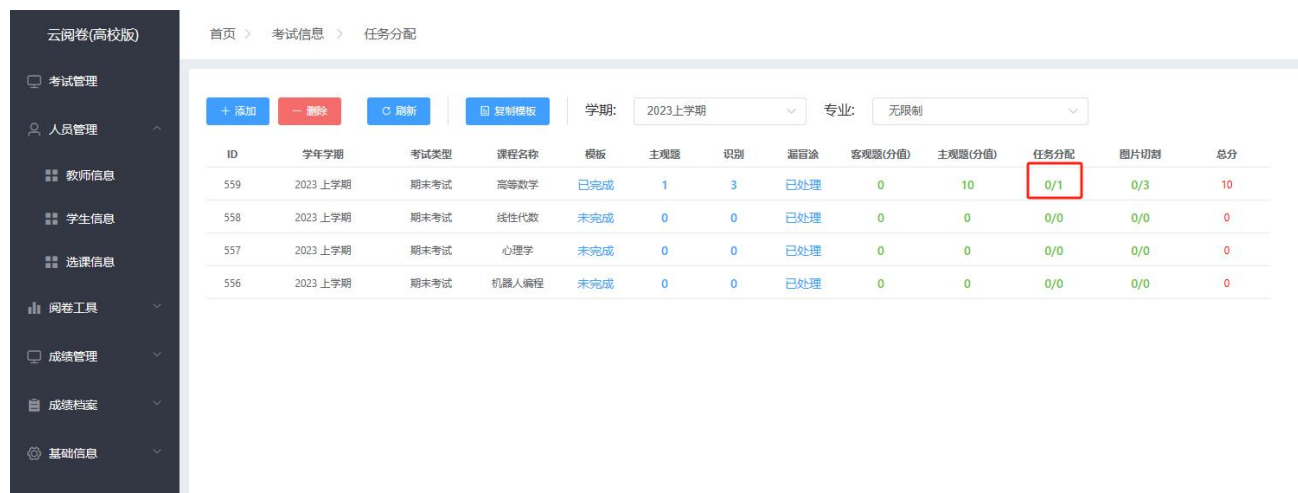 云阅卷(高校版)
首页 > 考试信息 > 任务分配
考试管理
人员管理
教师信息
学生信息
选课信息
阅卷工具
成绩管理
成绩档案
基础信息
+ 添加 — 删除 刷新 复制模板 学期: 2023上学期 专业: 无限制
ID 学年学期 考试类型 课程名称 模板 主观题 识别 漏冒涂 客观题(分值) 主观题(分值) 任务分配 图片切割 总分
559 2023 上学期 期末考试 高等数学 已完成 1 3 已处理 0 10 0/1 0/3 10
558 2023 上学期 期末考试 线性代数 未完成 0 0 已处理 0 0 0/0 0/0 0
557 2023 上学期 期末考试 心理学 未完成 0 0 已处理 0 0 0/0 0/0 0
556 2023 上学期 期末考试 机器人编程 未完成 0 0 已处理 0 0 0/0 0/0 0